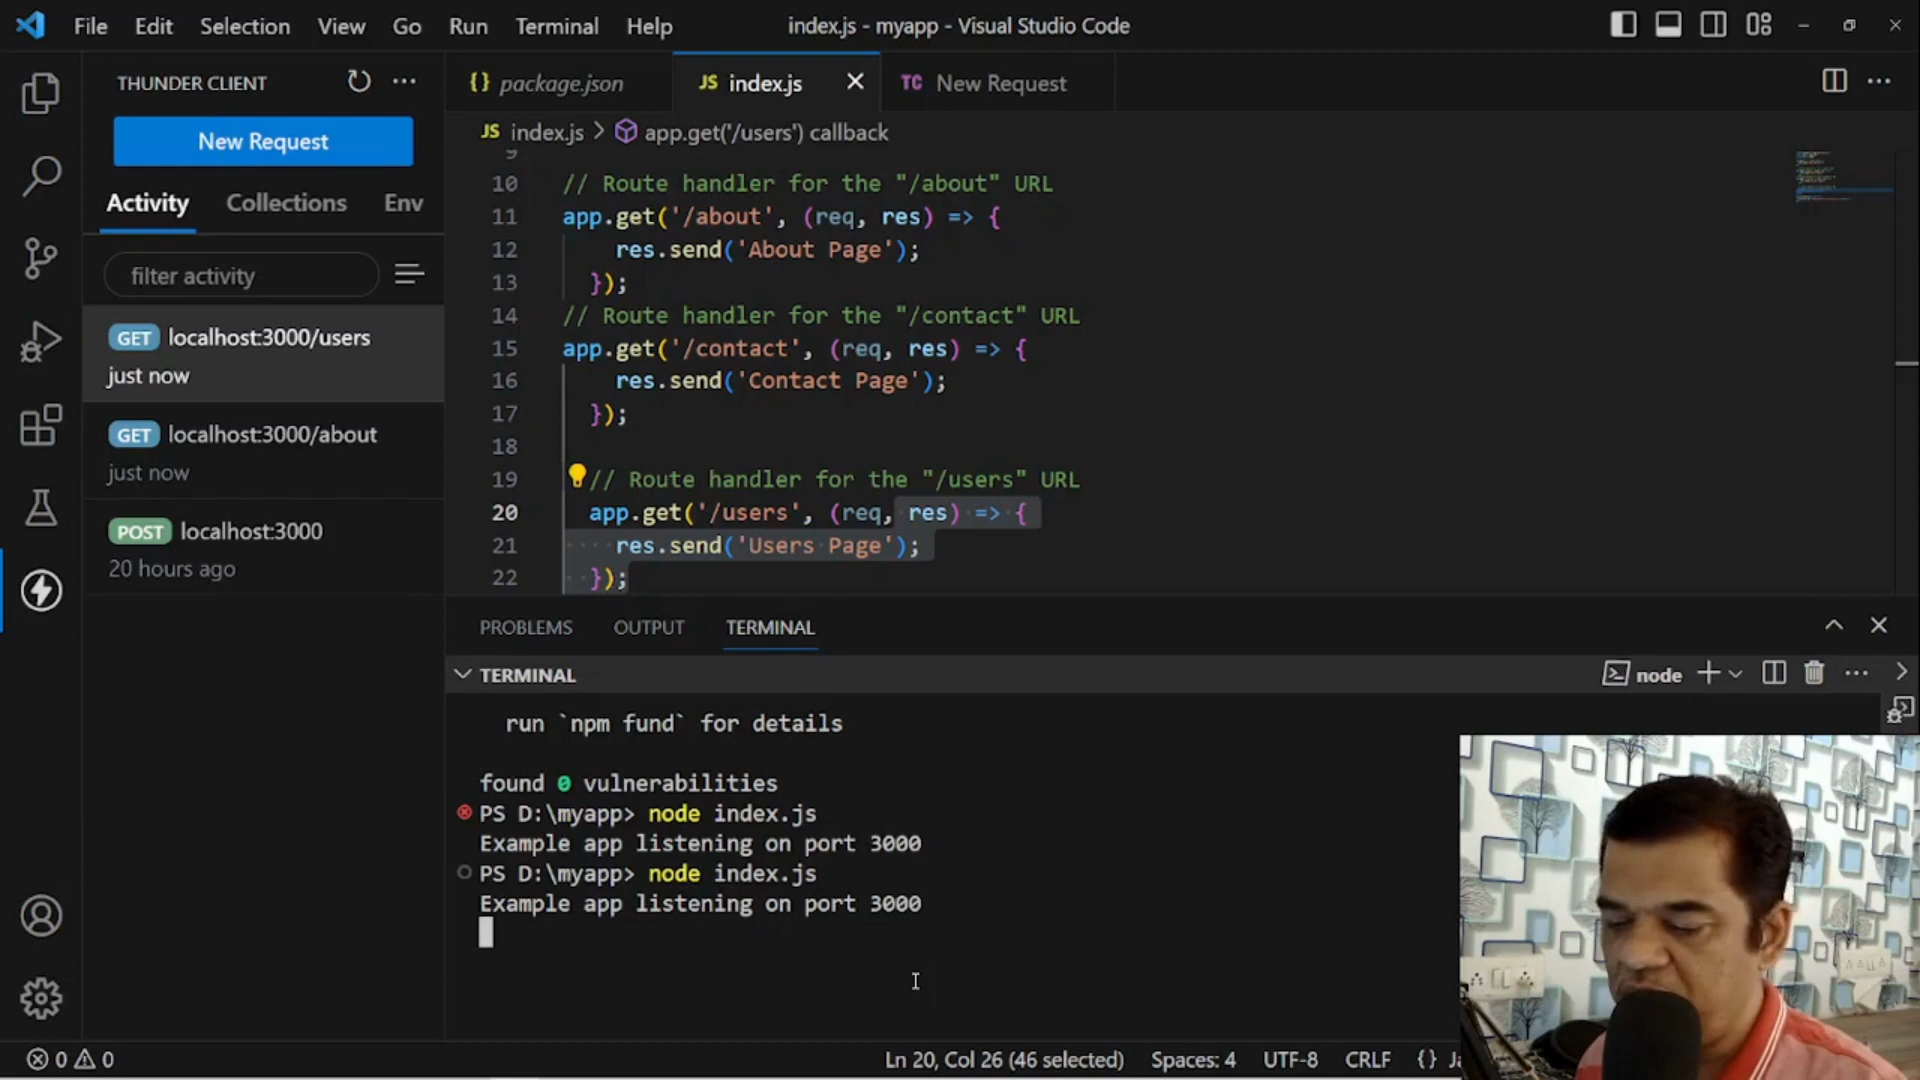 File Edit Selection View Go Run Terminal Help
index.js - myapp - Visual Studio Code
THUNDER CLIENT
New Request
Activity Collections Env
filter activity
GET localhost:3000/users
just now
GET localhost:3000/about
just now
POST localhost:3000
20 hours ago
{} package.json
JS index.js
TC New Request
JS index.js > app.get('/users') callback
9
10 // Route handler for the "/about" URL
11 app.get('/about', (req, res) => {
12 res.send('About Page');
13 });
14 // Route handler for the "/contact" URL
15 app.get('/contact', (req, res) => {
16 res.send('Contact Page');
17 });
18
19 // Route handler for the "/users" URL
20 app.get('/users', (req, res) => {
21 res.send('Users Page');
22 });
PROBLEMS OUTPUT TERMINAL
TERMINAL
node
run `npm fund` for details
found 0 vulnerabilities
PS D:\myapp> node index.js
Example app listening on port 3000
PS D:\myapp> node index.js
Example app listening on port 3000
0 0
Ln 20, Col 26 (46 selected) Spaces: 4 UTF-8 CRLF {}